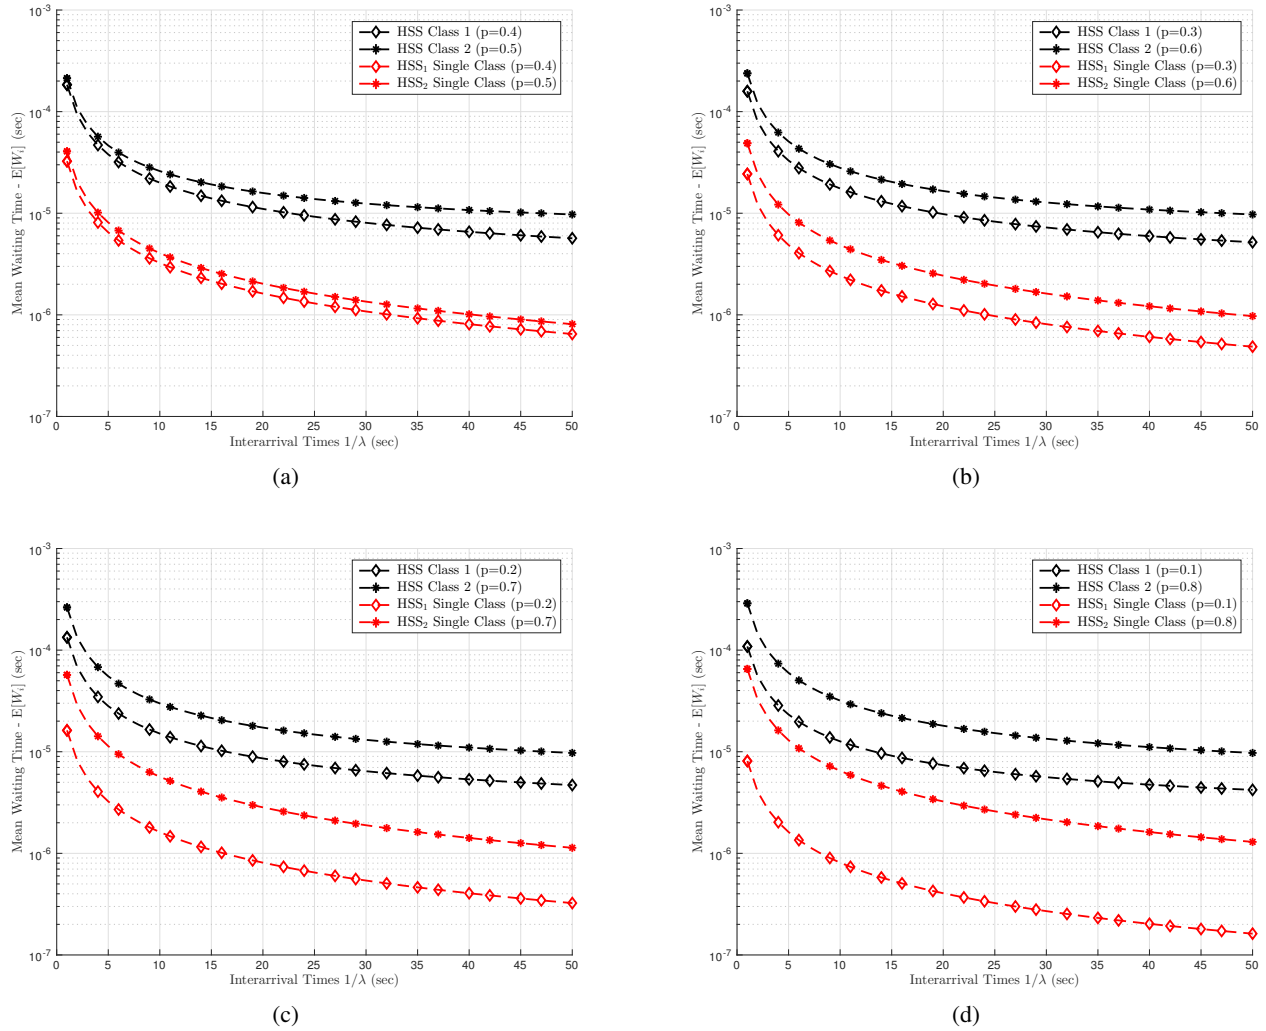 10^-3
HSS Class 1 (p=0.4)
HSS Class 2 (p=0.5)
HSS₁ Single Class (p=0.4)
HSS₂ Single Class (p=0.5)
10^-4
10^-5
10^-6
10^-7
Mean Waiting Time - E[W_i] (sec)
0 5 10 15 20 25 30 35 40 45 50
Interarrival Times 1/λ (sec)
(a)
10^-3
HSS Class 1 (p=0.3)
HSS Class 2 (p=0.6)
HSS₁ Single Class (p=0.3)
HSS₂ Single Class (p=0.6)
10^-4
10^-5
10^-6
10^-7
Mean Waiting Time - E[W_i] (sec)
0 5 10 15 20 25 30 35 40 45 50
Interarrival Times 1/λ (sec)
(b)
10^-3
HSS Class 1 (p=0.2)
HSS Class 2 (p=0.7)
HSS₁ Single Class (p=0.2)
HSS₂ Single Class (p=0.7)
10^-4
10^-5
10^-6
10^-7
Mean Waiting Time - E[W_i] (sec)
0 5 10 15 20 25 30 35 40 45 50
Interarrival Times 1/λ (sec)
(c)
10^-3
HSS Class 1 (p=0.1)
HSS Class 2 (p=0.8)
HSS₁ Single Class (p=0.1)
HSS₂ Single Class (p=0.8)
10^-4
10^-5
10^-6
10^-7
Mean Waiting Time - E[W_i] (sec)
0 5 10 15 20 25 30 35 40 45 50
Interarrival Times 1/λ (sec)
(d)